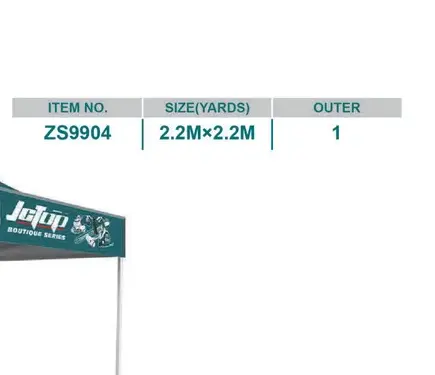 ITEM NO. SIZE(YARDS) OUTER
ZS9904 2.2M×2.2M 1
JcTop
BOUTIQUE SERIES